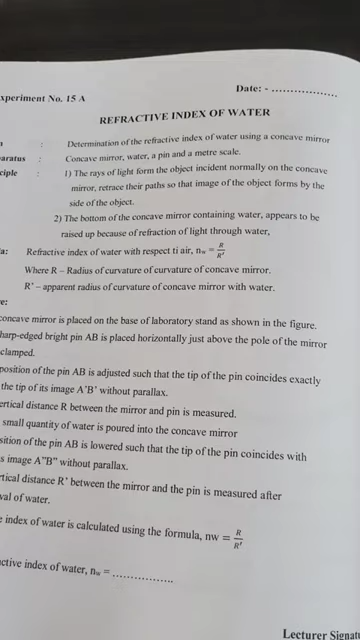 Date: - ..................
xperiment No. 15 A
REFRACTIVE INDEX OF WATER
: Determination of the refractive index of water using a concave mirror
aratus : Concave mirror, water, a pin and a metre scale.
ciple : 1) The rays of light form the object incident normally on the concave
mirror, retrace their paths so that image of the object forms by the
side of the object.
2) The bottom of the concave mirror containing water, appears to be
raised up because of refraction of light through water,
la: Refractive index of water with respect ti air, nw = R/R'
Where R – Radius of curvature of curvature of concave mirror.
R' – apparent radius of curvature of concave mirror with water.
re:
concave mirror is placed on the base of laboratory stand as shown in the figure.
harp-edged bright pin AB is placed horizontally just above the pole of the mirror
clamped.
position of the pin AB is adjusted such that the tip of the pin coincides exactly
the tip of its image A'B' without parallax.
ertical distance R between the mirror and pin is measured.
small quantity of water is poured into the concave mirror
sition of the pin AB is lowered such that the tip of the pin coincides with
s image A"B" without parallax.
rtical distance R' between the mirror and the pin is measured after
val of water.
e index of water is calculated using the formula, nw = R/R'
active index of water, nw = ................
Lecturer Signatu